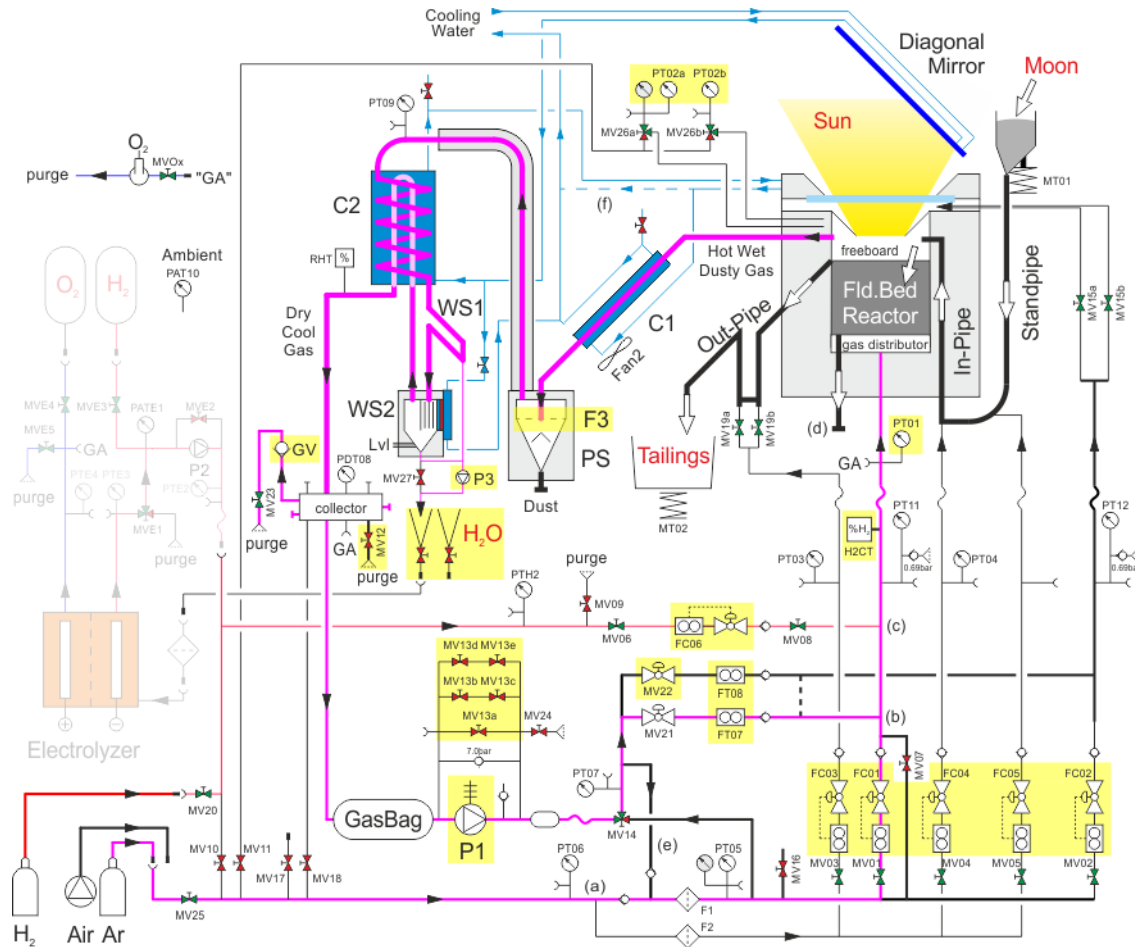 Cooling
Water
Diagonal
Mirror
Moon
PT02a
PT02b
PT09
MV26a
MV26b
Sun
O₂
MVOx
purge
"GA"
MT01
C2
(f)
Hot Wet
Dusty Gas
freeboard
Fld.Bed
Reactor
gas distributor
Standpipe
In-Pipe
Out-Pipe
MV15a
MV15b
Ambient
PAT10
RHT
%
O₂
H₂
WS1
Dry
Cool
Gas
C1
Fan2
WS2
Lvl
F3
PS
Dust
MV19a
MV19b
(d)
PT01
GA
Tailings
MT02
MVE4
MVE3
PATE1
MVE2
MVE5
GA
P2
purge
PTE4
PTE3
PTE2
MVE1
purge
GV
PDT08
MV27
P3
MV23
collector
purge
GA
MV12
purge
H₂O
%H₂
H2CT
PT11
0.69bar
PT12
0.69bar
PT03
PT04
PTH2
MV09
purge
MV06
FC06
MV08
(c)
MV13d
MV13e
MV13b
MV13c
MV13a
MV24
7.0bar
MV22
FT08
MV21
FT07
(b)
Electrolyzer
MV07
FC03
FC01
FC04
FC05
FC02
PT07
MV20
GasBag
P1
MV14
(e)
MV10
MV11
MV17
MV18
PT06
PT05
MV16
MV03
MV01
MV04
MV05
MV02
(a)
MV25
F1
F2
H₂
Air
Ar